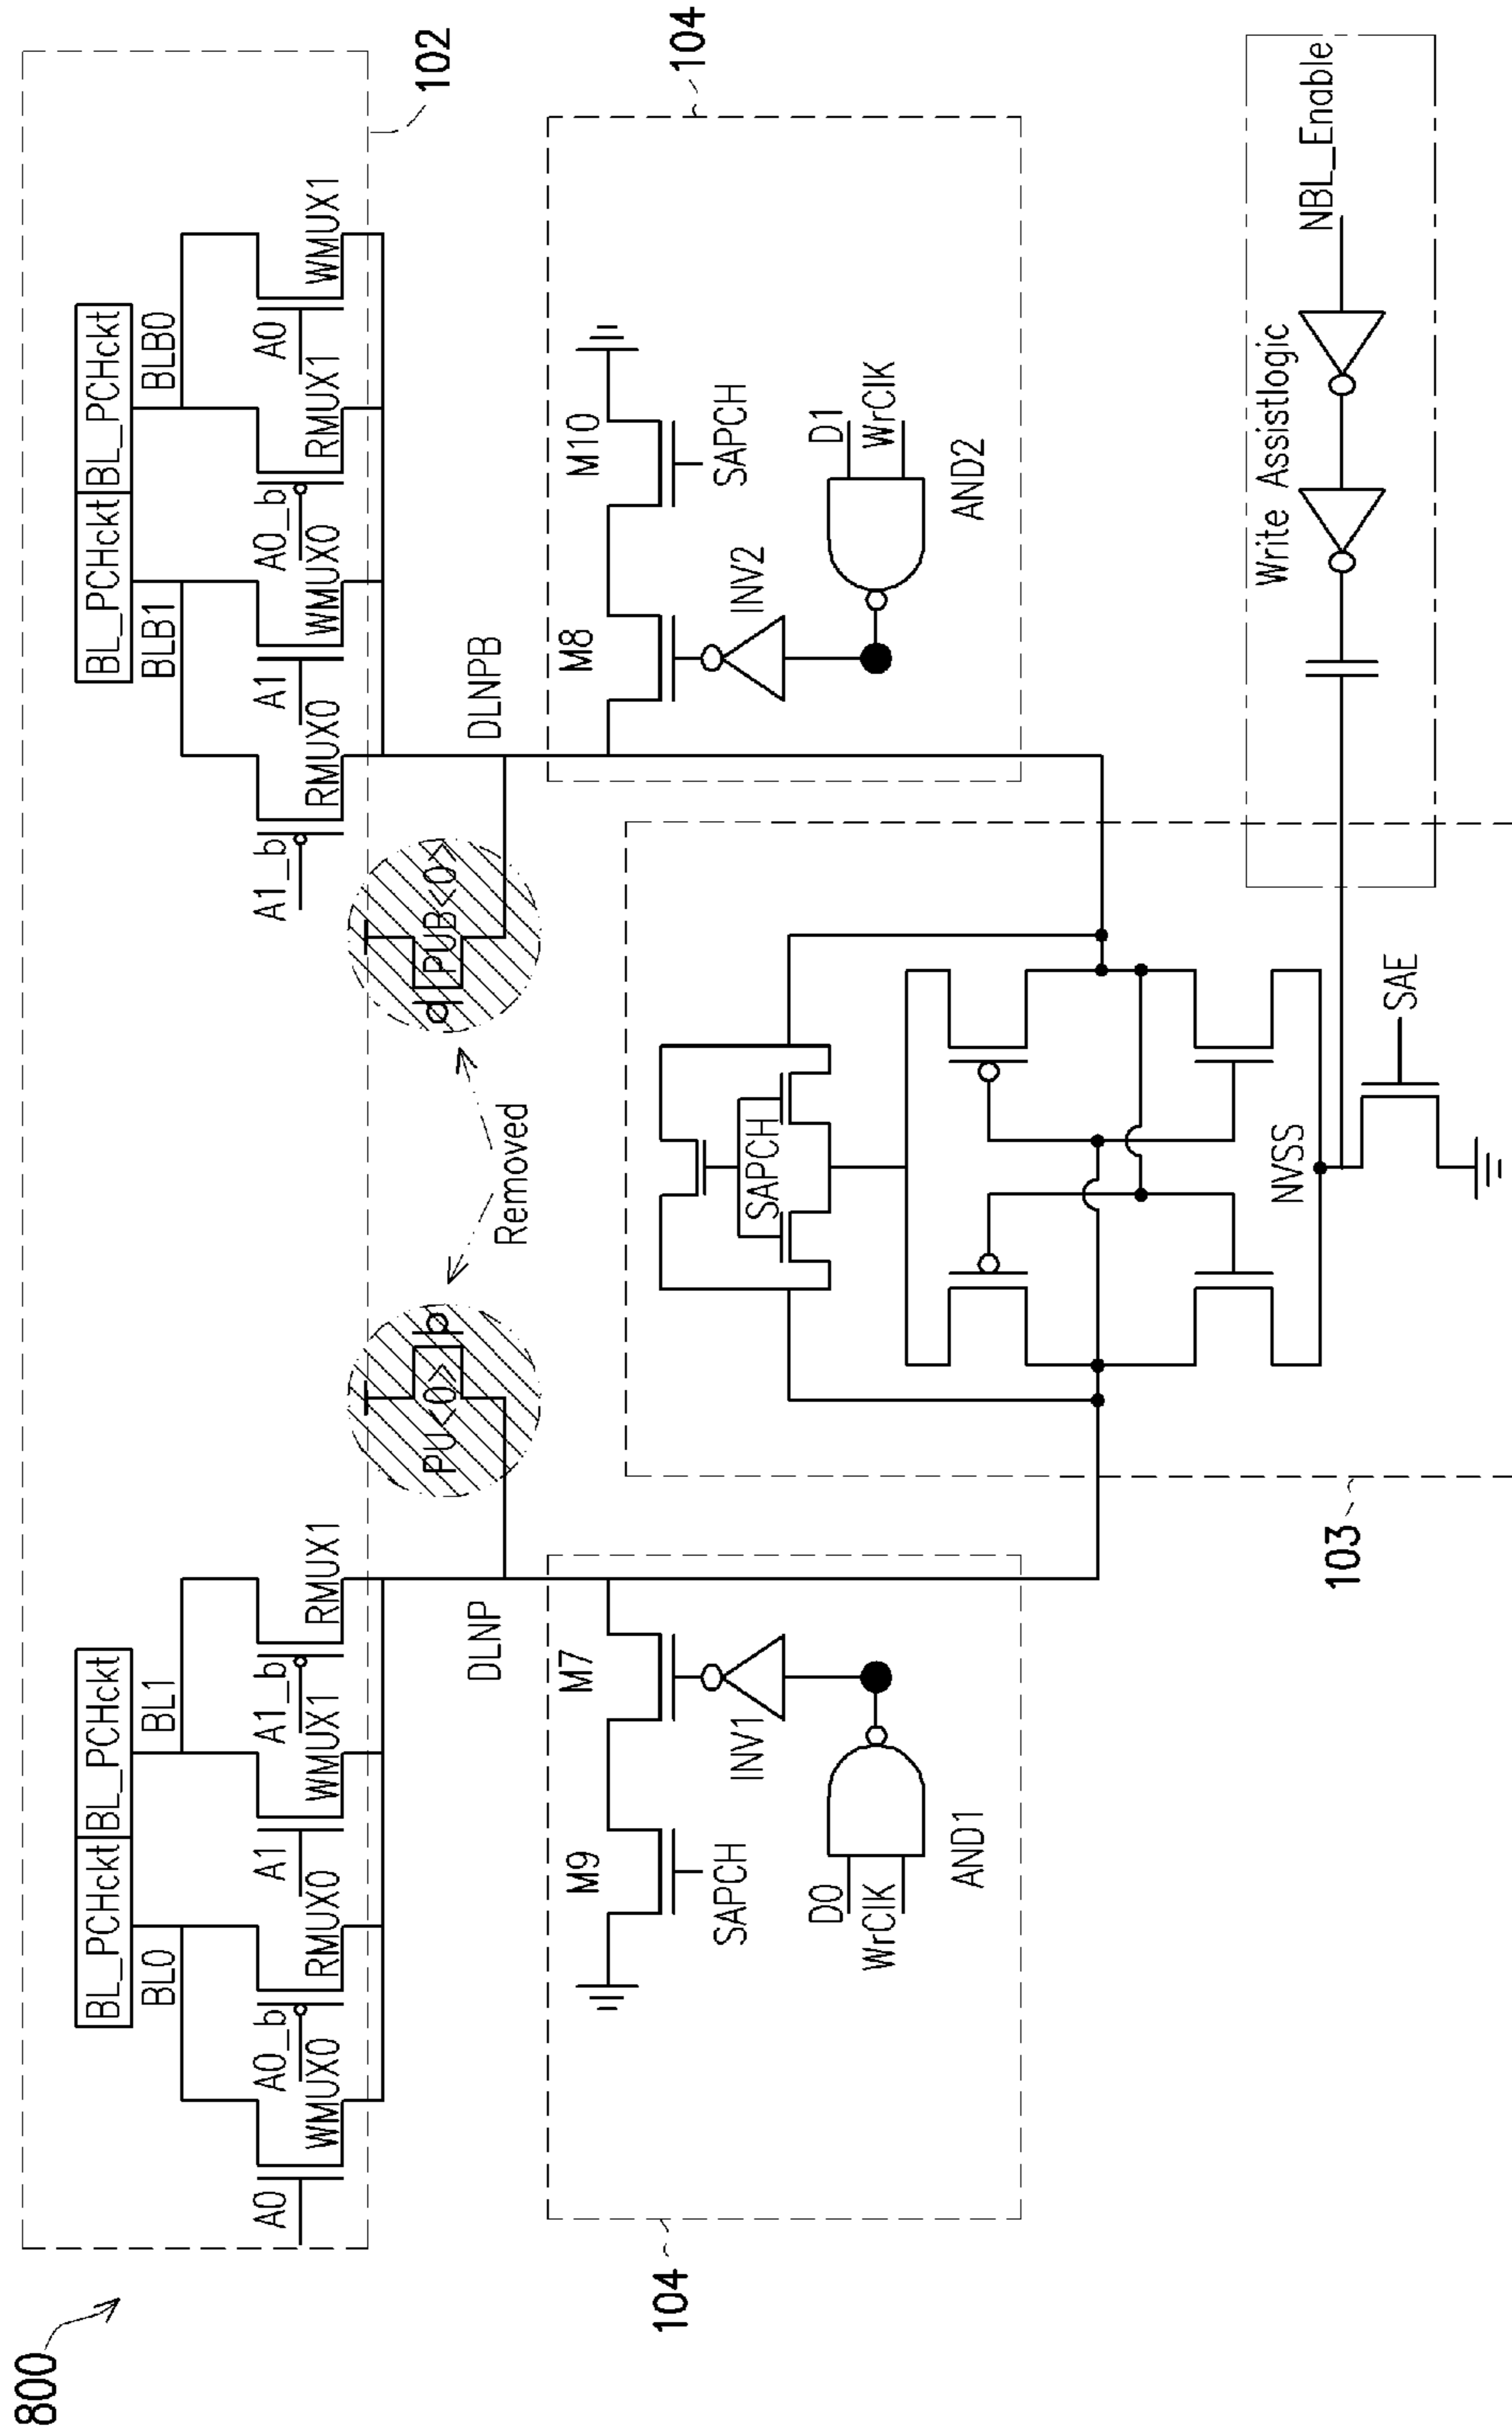 800
BL_PCHckt BL_PCHckt
BL0
BL1
A0
WMUX0
A0_b
RMUX0
A1
WMUX1
A1_b
RMUX1
BL_PCHckt BL_PCHckt
BLB1
BLB0
A1_b
RMUX0
A1
WMUX0
A0_b
RMUX1
A0
WMUX1
102
PU<0>
Removed
PUB<0>
DLNP
DLNPB
104
M9
M7
SAPCH
INV1
D0
WrClK
AND1
104
M8
M10
SAPCH
INV2
D1
WrClK
AND2
103
SAPCH
NVSS
SAE
Write Assistlogic
NBL_Enable